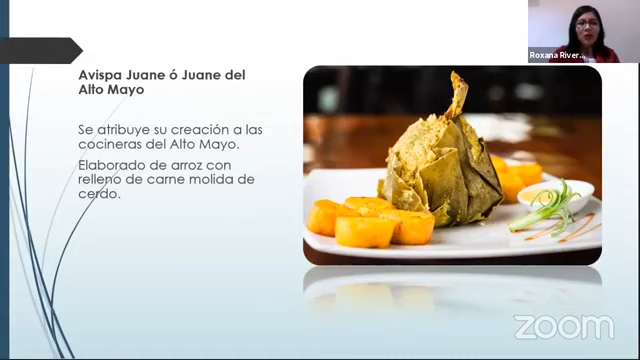 Avispa Juane ó Juane del
Alto Mayo
Se atribuye su creación a las
cocineras del Alto Mayo.
Elaborado de arroz con
relleno de carne molida de
cerdo.
Roxana River...
zoom